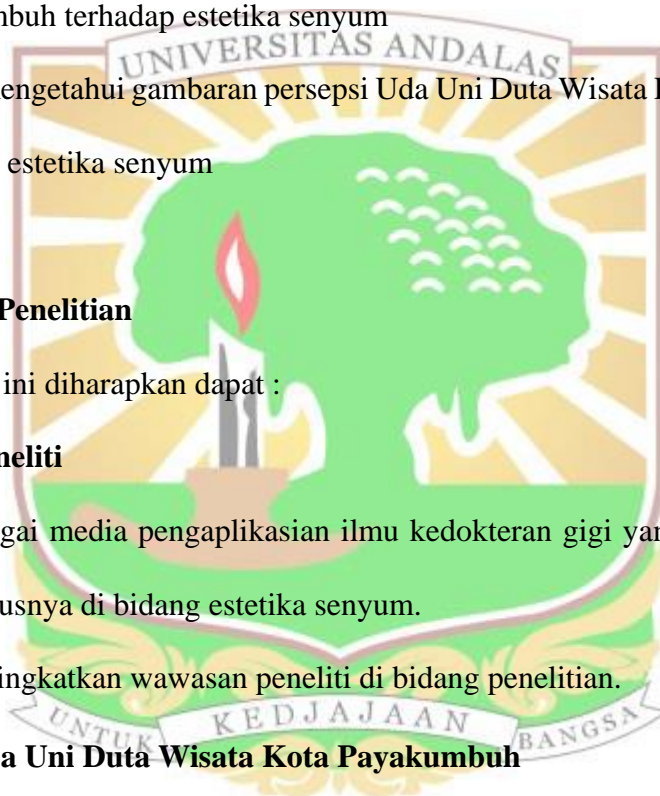 mbuh terhadap estetika senyum
UNIVERSITAS ANDALAS
mengetahui gambaran persepsi Uda Uni Duta Wisata
estetika senyum
Penelitian
ini diharapkan dapat :
neliti
gai media pengaplikasian ilmu kedokteran gigi yan
usnya di bidang estetika senyum.
ingkatkan wawasan peneliti di bidang penelitian.
UNTUK KEDJAJAAN BANGSA
a Uni Duta Wisata Kota Payakumbuh